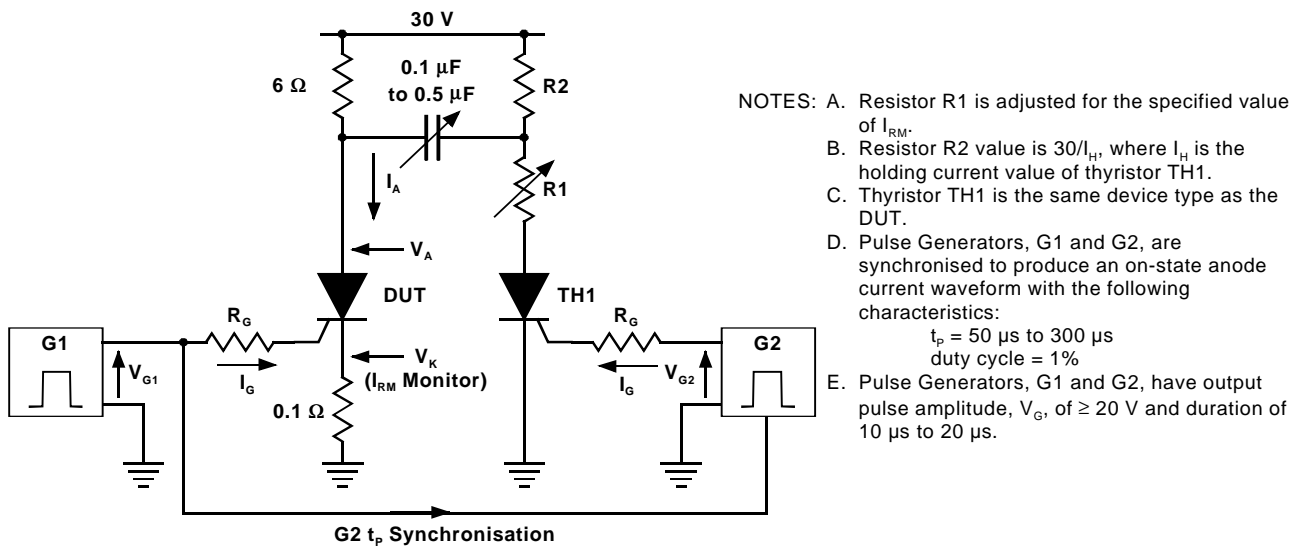 30 V
6 Ω
0.1 µF
to 0.5 µF
R2
I_A
R1
V_A
DUT
TH1
G1
V_G1
R_G
I_G
V_K
(I_RM Monitor)
0.1 Ω
R_G
I_G
V_G2
G2
G2 t_P Synchronisation
NOTES: A. Resistor R1 is adjusted for the specified value
of I_RM.
B. Resistor R2 value is 30/I_H, where I_H is the
holding current value of thyristor TH1.
C. Thyristor TH1 is the same device type as the
DUT.
D. Pulse Generators, G1 and G2, are
synchronised to produce an on-state anode
current waveform with the following
characteristics:
t_P = 50 µs to 300 µs
duty cycle = 1%
E. Pulse Generators, G1 and G2, have output
pulse amplitude, V_G, of ≥ 20 V and duration of
10 µs to 20 µs.